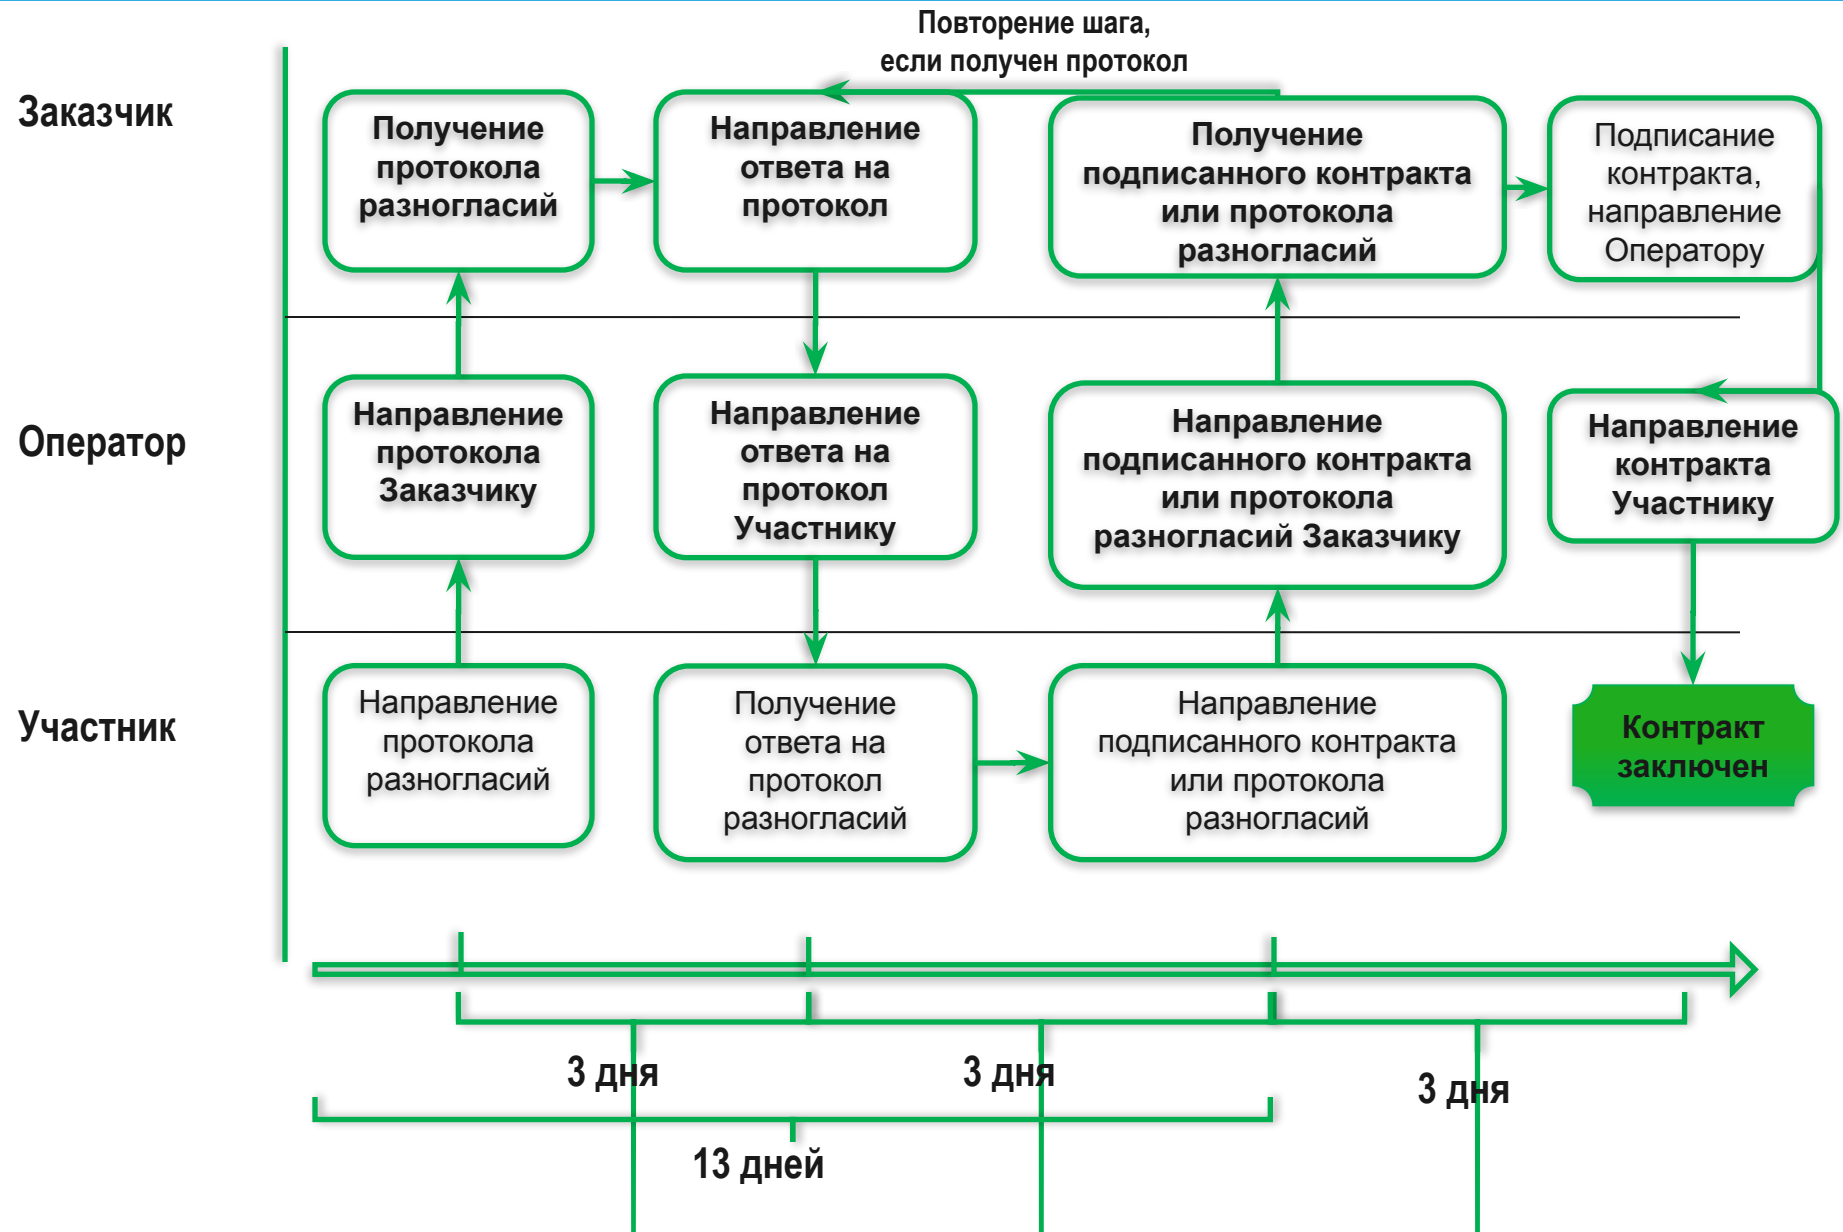 Повторение шага,
если получен протокол
Заказчик
Получение
протокола
разногласий
Направление
ответа на
протокол
Получение
подписанного контракта
или протокола
разногласий
Подписание
контракта,
направление
Оператору
Оператор
Направление
протокола
Заказчику
Направление
ответа на
протокол
Участнику
Направление
подписанного контракта
или протокола
разногласий Заказчику
Направление
контракта
Участнику
Участник
Направление
протокола
разногласий
Получение
ответа на
протокол
разногласий
Направление
подписанного контракта
или протокола
разногласий
Контракт
заключен
3 дня
3 дня
3 дня
13 дней